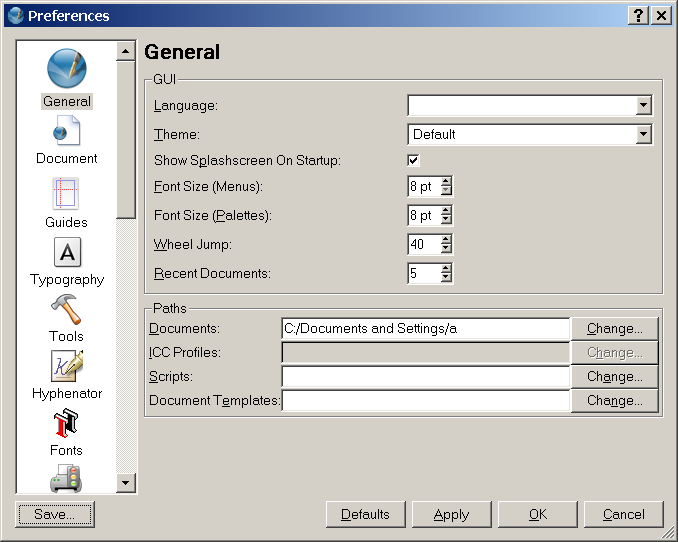 Preferences
General
General
Document
Guides
Typography
A
Tools
Hyphenator
Fonts
GUI
Language:
Theme: Default
Show Splashscreen On Startup:
Font Size (Menus): 8 pt
Font Size (Palettes): 8 pt
Wheel Jump: 40
Recent Documents: 5
Paths
Documents: C:/Documents and Settings/a Change...
ICC Profiles: Change...
Scripts: Change...
Document Templates: Change...
Save... Defaults Apply OK Cancel